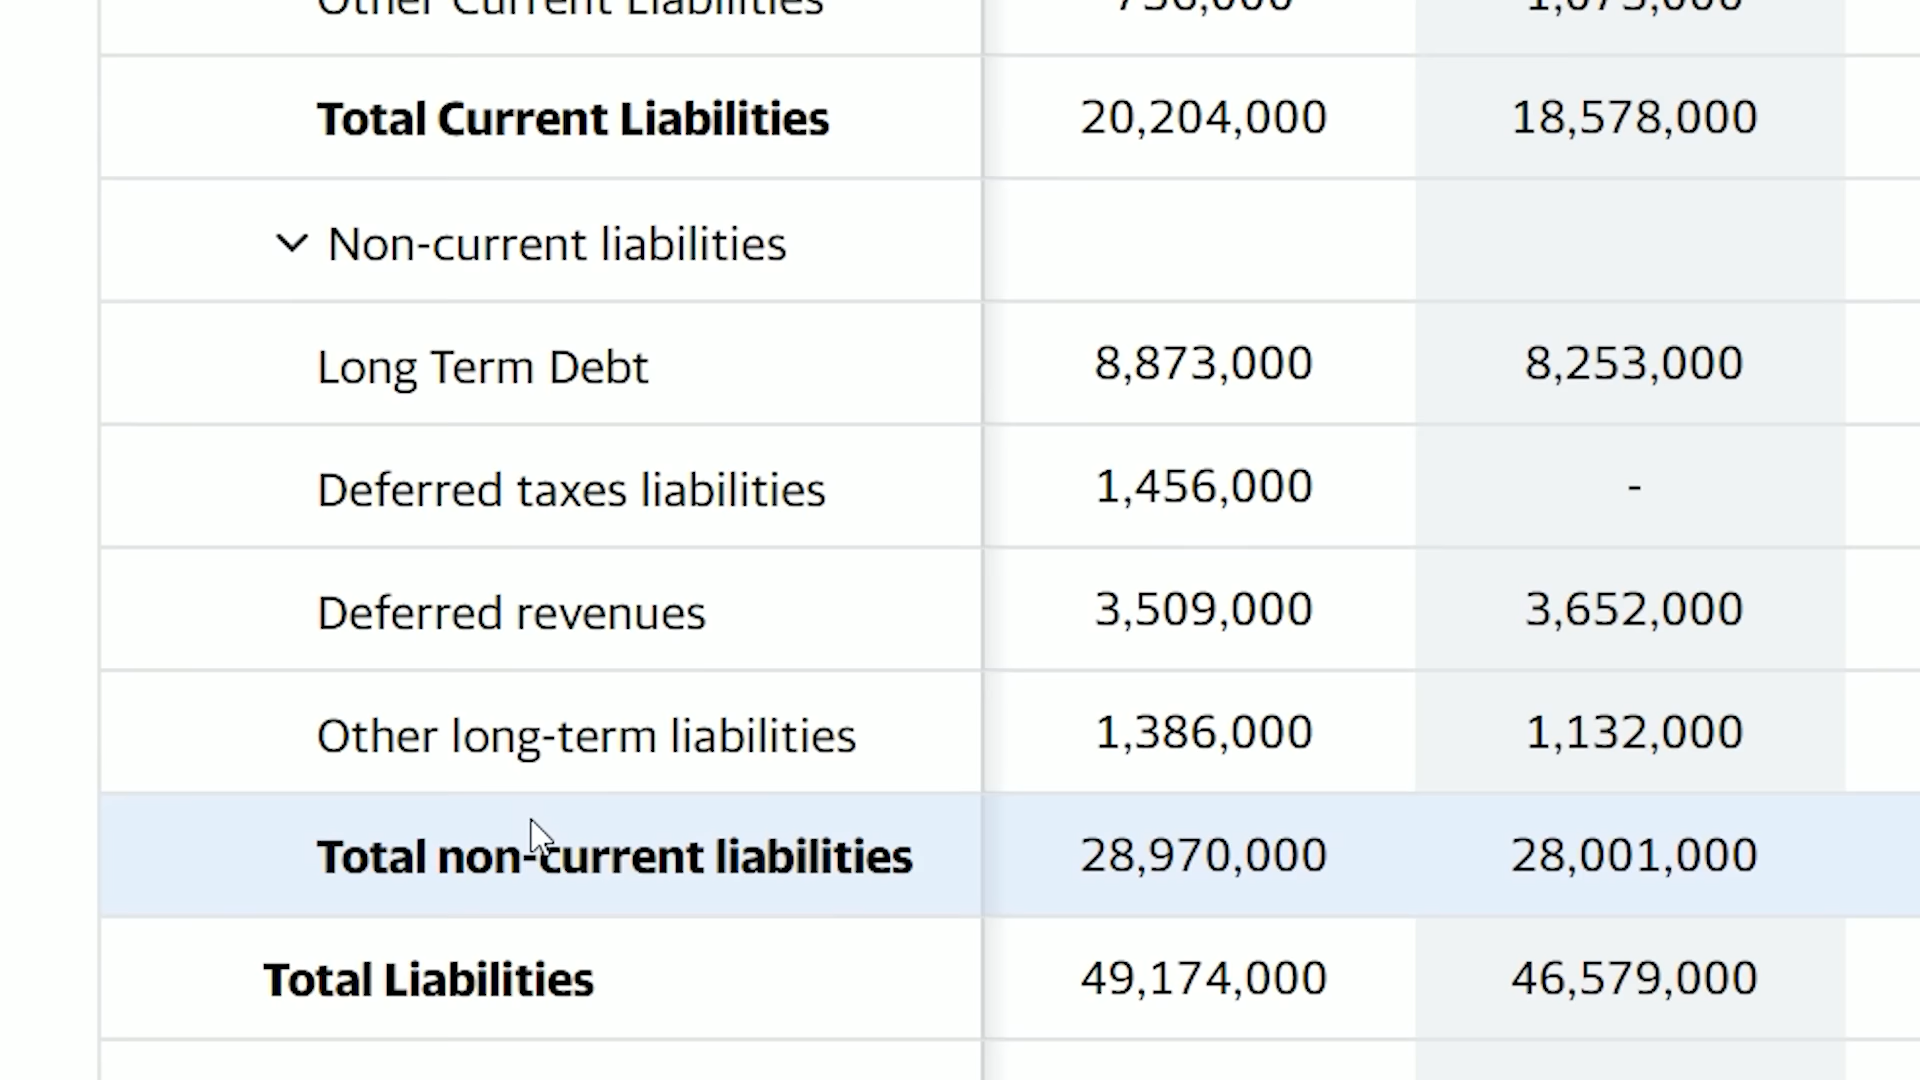 Other Current Liabilities
Total Current Liabilities 20,204,000 18,578,000
Non-current liabilities
Long Term Debt 8,873,000 8,253,000
Deferred taxes liabilities 1,456,000 -
Deferred revenues 3,509,000 3,652,000
Other long-term liabilities 1,386,000 1,132,000
Total non-current liabilities 28,970,000 28,001,000
Total Liabilities 49,174,000 46,579,000